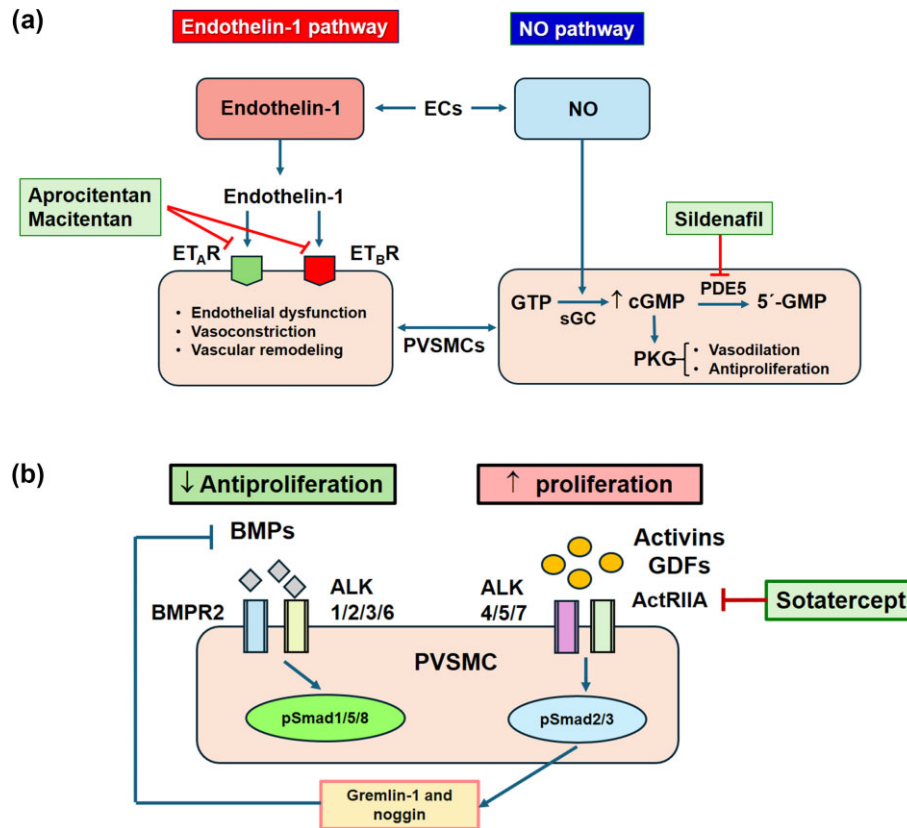 (a)
Endothelin-1 pathway
NO pathway
Endothelin-1
ECs
NO
Endothelin-1
Aprocitentan
Macitentan
Sildenafil
ET_AR
ET_BR
• Endothelial dysfunction
• Vasoconstriction
• Vascular remodeling
PVSMCs
GTP
sGC
↑ cGMP
PDE5
5´-GMP
PKG
• Vasodilation
• Antiproliferation
(b)
↓ Antiproliferation
↑ proliferation
BMPs
Activins
GDFs
BMPR2
ALK
1/2/3/6
ALK
4/5/7
ActRIIA
Sotatercept
PVSMC
pSmad1/5/8
pSmad2/3
Gremlin-1 and
noggin